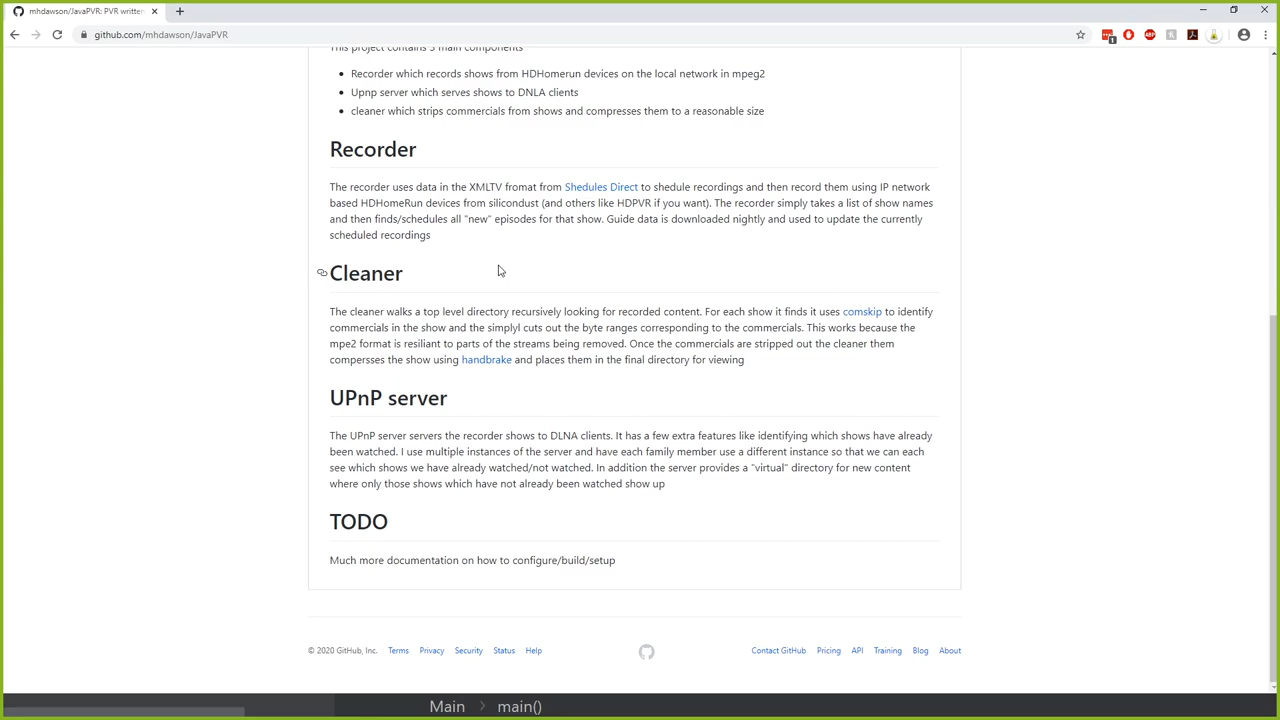 mhdawson/JavaPVR: PVR writte
github.com/mhdawson/JavaPVR
This project contains 3 main components
Recorder which records shows from HDHomerun devices on the local network in mpeg2
Upnp server which serves shows to DNLA clients
cleaner which strips commercials from shows and compresses them to a reasonable size
Recorder
The recorder uses data in the XMLTV fromat from Shedules Direct to shedule recordings and then record them using IP network
based HDHomeRun devices from silicondust (and others like HDPVR if you want). The recorder simply takes a list of show names
and then finds/schedules all "new" episodes for that show. Guide data is downloaded nightly and used to update the currently
scheduled recordings
Cleaner
The cleaner walks a top level directory recursively looking for recorded content. For each show it finds it uses comskip to identify
commercials in the show and the simplyl cuts out the byte ranges corresponding to the commercials. This works because the
mpe2 format is resiliant to parts of the streams being removed. Once the commercials are stripped out the cleaner them
compersses the show using handbrake and places them in the final directory for viewing
UPnP server
The UPnP server servers the recorder shows to DLNA clients. It has a few extra features like identifying which shows have already
been watched. I use multiple instances of the server and have each family member use a different instance so that we can each
see which shows we have already watched/not watched. In addition the server provides a "virtual" directory for new content
where only those shows which have not already been watched show up
TODO
Much more documentation on how to configure/build/setup
© 2020 GitHub, Inc. Terms Privacy Security Status Help Contact GitHub Pricing API Training Blog About
Main > main()